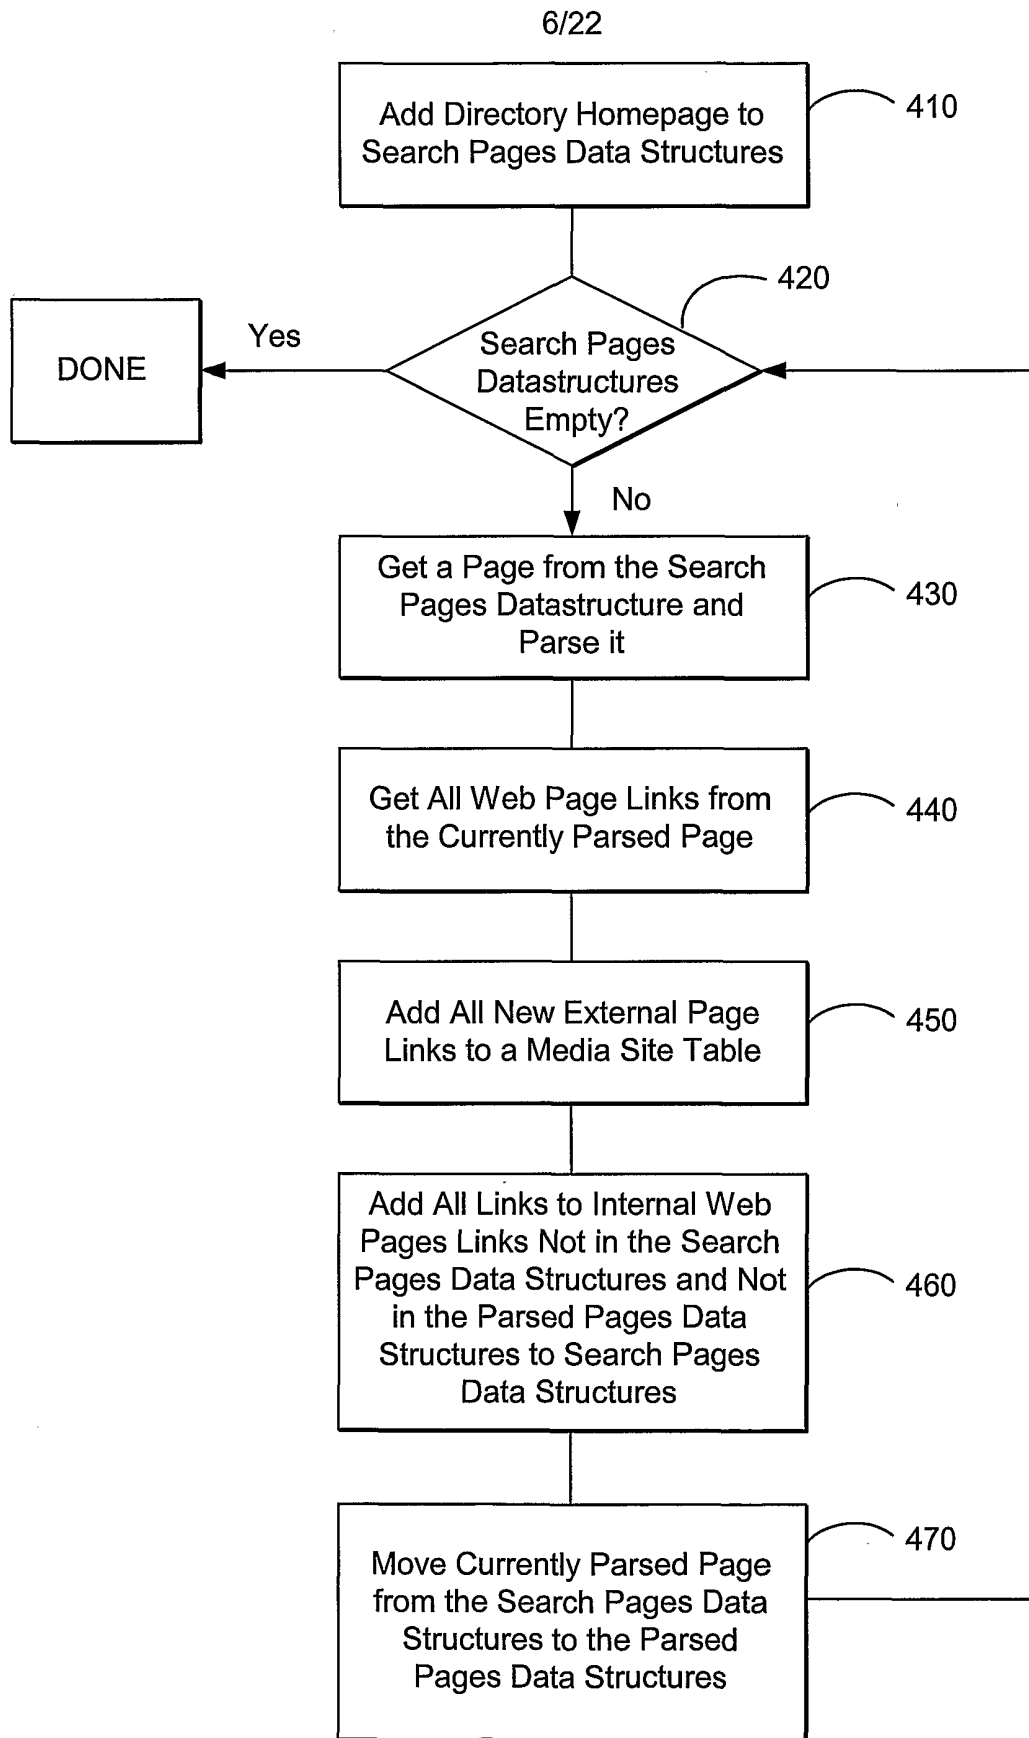 6/22
Add Directory Homepage to
Search Pages Data Structures
410
420
Yes
DONE
Search Pages
Datastructures
Empty?
No
Get a Page from the Search
Pages Datastructure and
Parse it
430
Get All Web Page Links from
the Currently Parsed Page
440
Add All New External Page
Links to a Media Site Table
450
Add All Links to Internal Web
Pages Links Not in the Search
Pages Data Structures and Not
in the Parsed Pages Data
Structures to Search Pages
Data Structures
460
Move Currently Parsed Page
from the Search Pages Data
Structures to the Parsed
Pages Data Structures
470